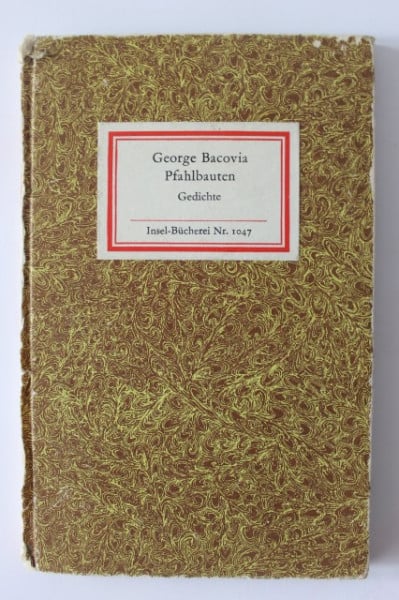 George Bacovia
Pfahlbauten
Gedichte
Insel-Bücherei Nr. 1047